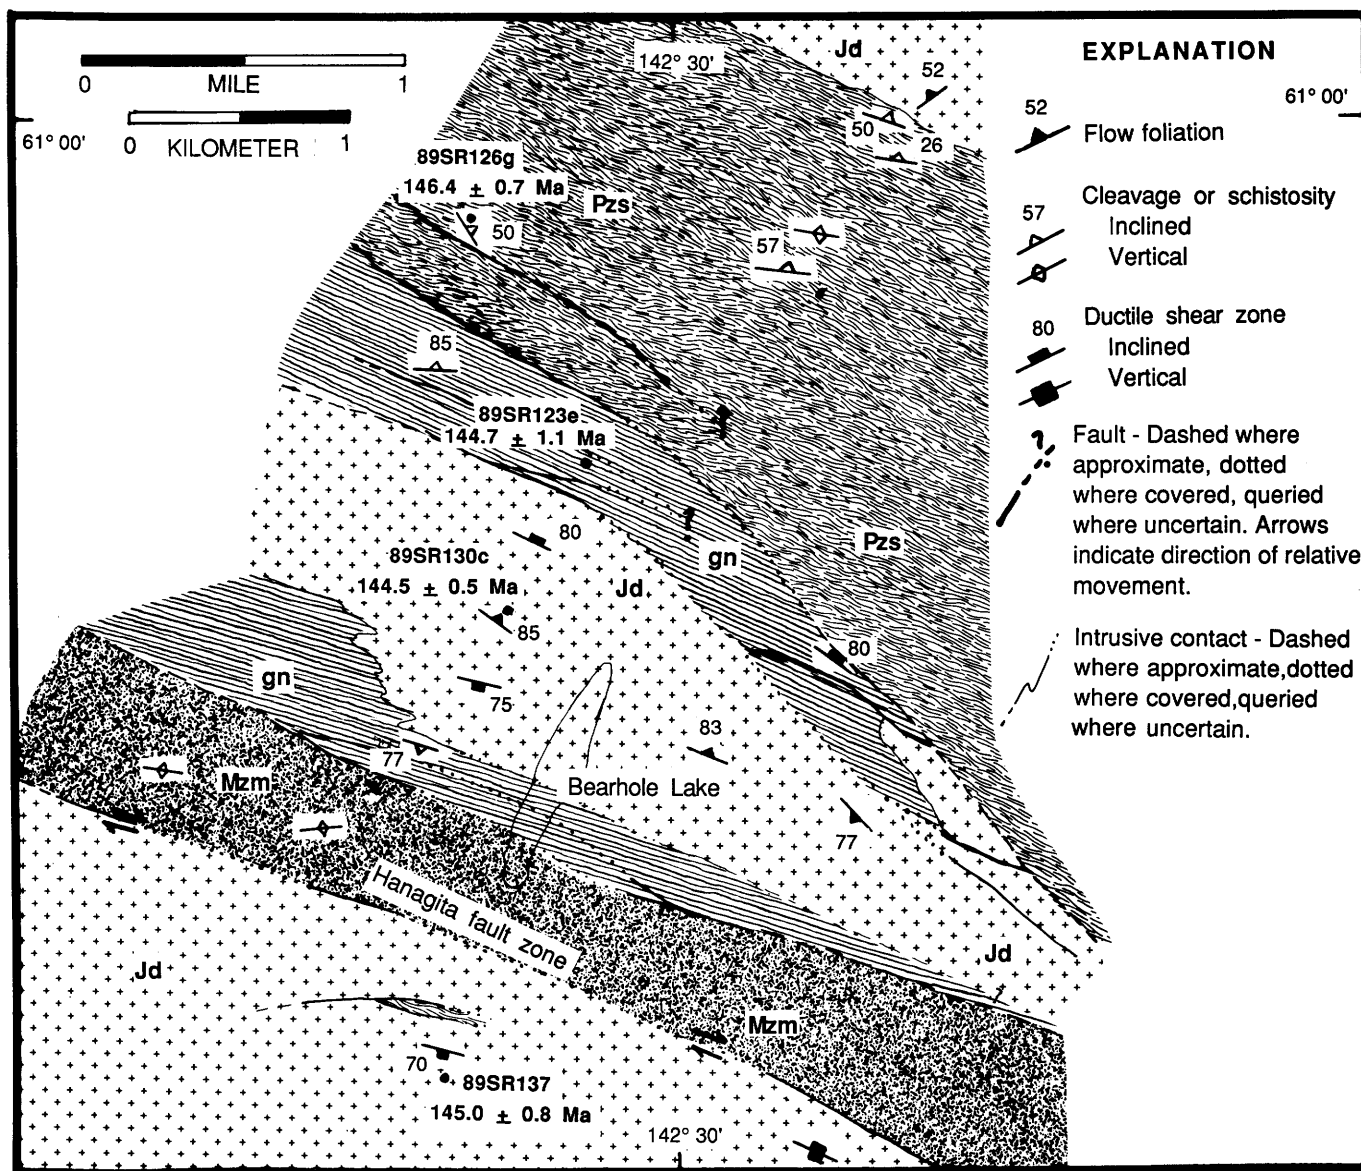 0 1
MILE
0 KILOMETER 1
61° 00'
142° 30'
Jd
52
50
26
89SR126g
146.4 ± 0.7 Ma
50
Pzs
57
85
89SR123e
144.7 ± 1.1 Ma
80
89SR130c
144.5 ± 0.5 Ma
85
Jd
gn
Pzs
80
gn
75
83
77
Bearhole Lake
77
Mzm
Hanagita fault zone
Jd
Jd
Mzm
70
89SR137
145.0 ± 0.8 Ma
142° 30'
EXPLANATION
61° 00'
52
Flow foliation
Cleavage or schistosity
57
Inclined
Vertical
Ductile shear zone
80
Inclined
Vertical
?
Fault - Dashed where
approximate, dotted
where covered, queried
where uncertain. Arrows
indicate direction of relative
movement.
Intrusive contact - Dashed
where approximate,dotted
where covered,queried
where uncertain.